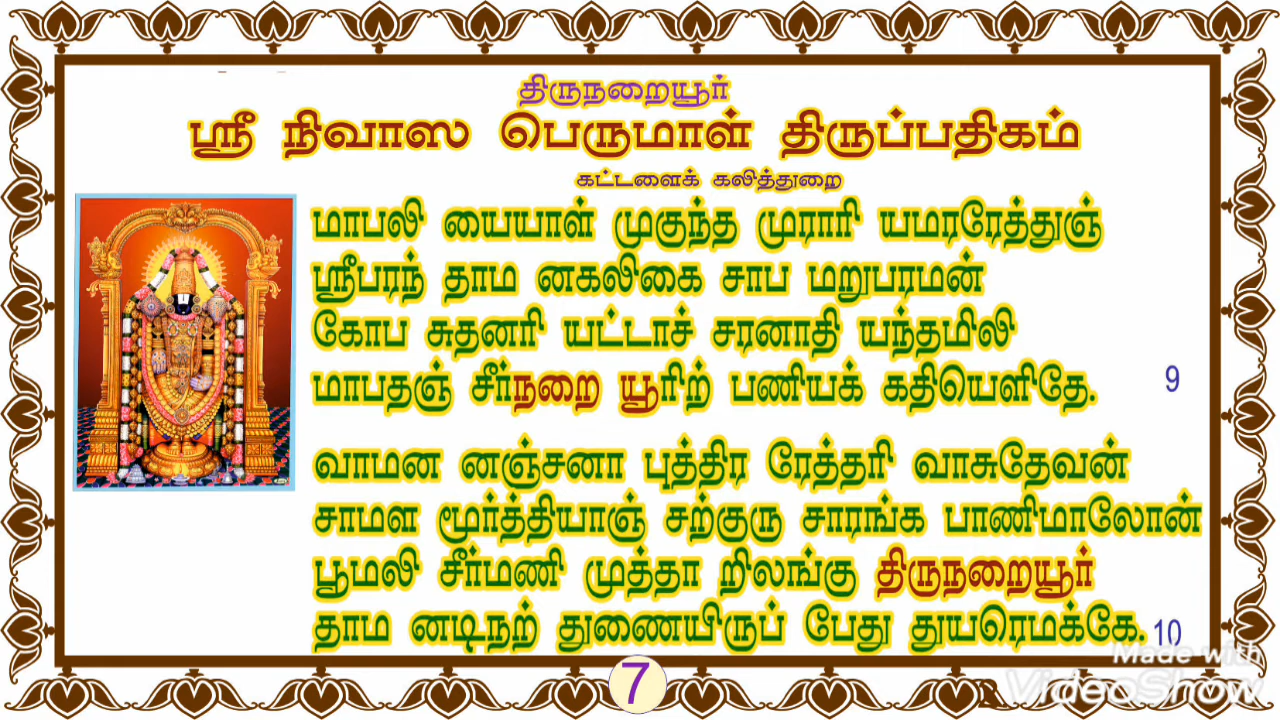 திருநறையூர்
ஸ்ரீ நிவாஸ பெருமாள் திருப்பதிகம்
கட்டளைக் கலித்துறை
மாபலி யையாள் முகுந்த முராரி யமரரேத்துஞ்
ஸ்ரீபரந் தாம னகலிகை சாப மறுபரமன்
கோப சுதனரி யட்டாச் சரனாதி யந்தமிலி
மாபதஞ் சீர்நறை யூரிற் பணியக் கதியெளிதே. 9
வாமன னஞ்சனா புத்திர ரேத்தரி வாசுதேவன்
சாமள மூர்த்தியாஞ் சற்குரு சாரங்க பாணிமாலோன்
பூமலி சீர்மணி முத்தா றிலங்கு திருநறையூர்
தாம னடிநற் துணையிருப் பேது துயரெமக்கே. 10
7
Made with
VideoShow